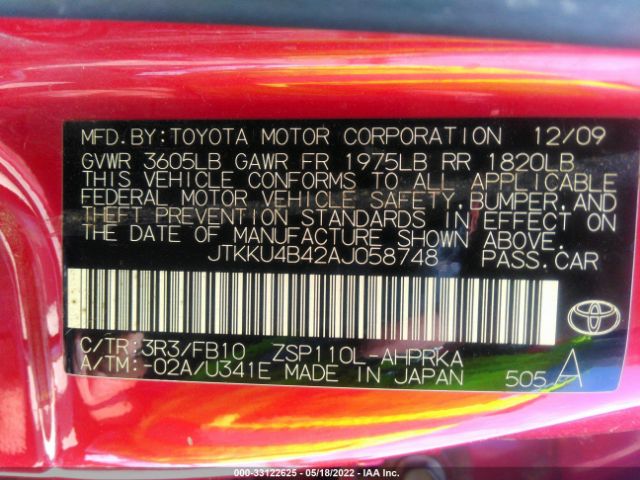 MFD.BY:TOYOTA MOTOR CORPORATION 12/09
GVWR 3605LB GAWR FR 1975LB RR 1820LB
THIS VEHICLE CONFORMS TO ALL APPLICABLE
FEDERAL MOTOR VEHICLE SAFETY,BUMPER,AND
THEFT PREVENTION STANDARDS IN EFFECT ON
THE DATE OF MANUFACTURE SHOWN ABOVE.
JTKKU4B42AJ058748 PASS.CAR
C/TR:3R3/FB10 ZSP110L-AHPRKA
A/TM:-02A/U341E MADE IN JAPAN 505 A
000-33122625 - 05/18/2022 - IAA Inc.